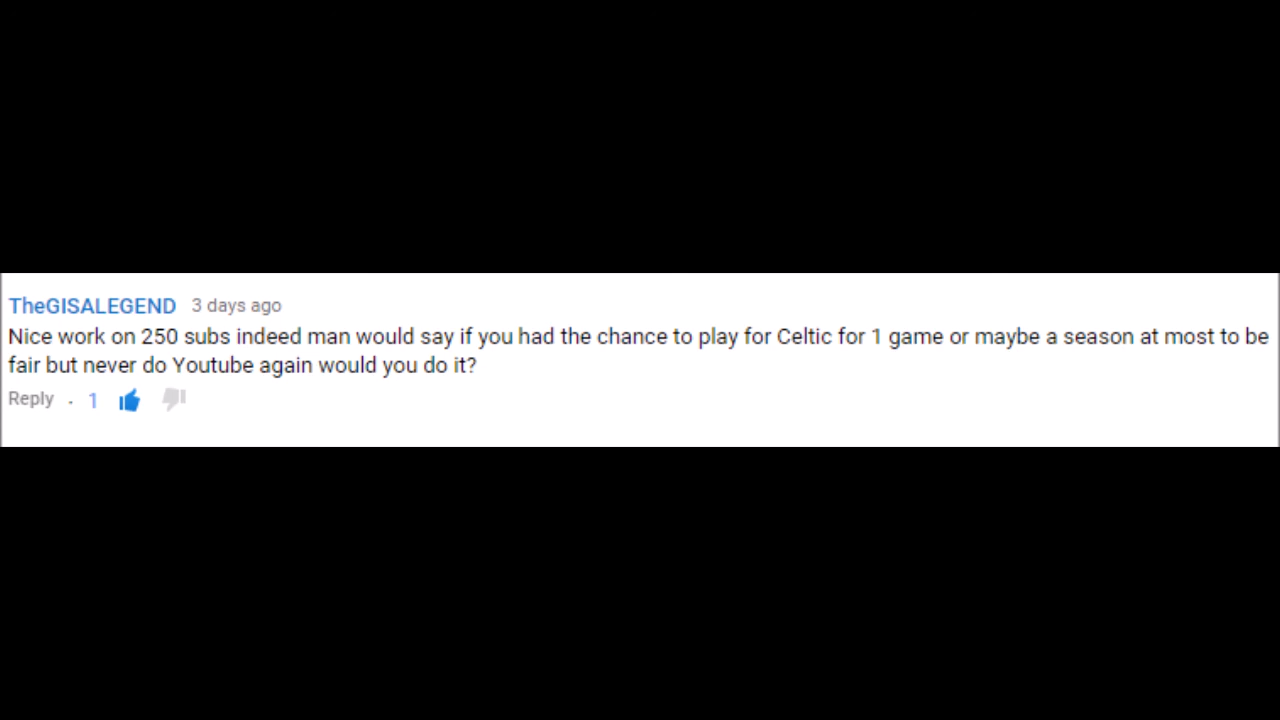 TheGISALEGEND 3 days ago
Nice work on 250 subs indeed man would say if you had the chance to play for Celtic for 1 game or maybe a season at most to be
fair but never do Youtube again would you do it?
Reply . 1